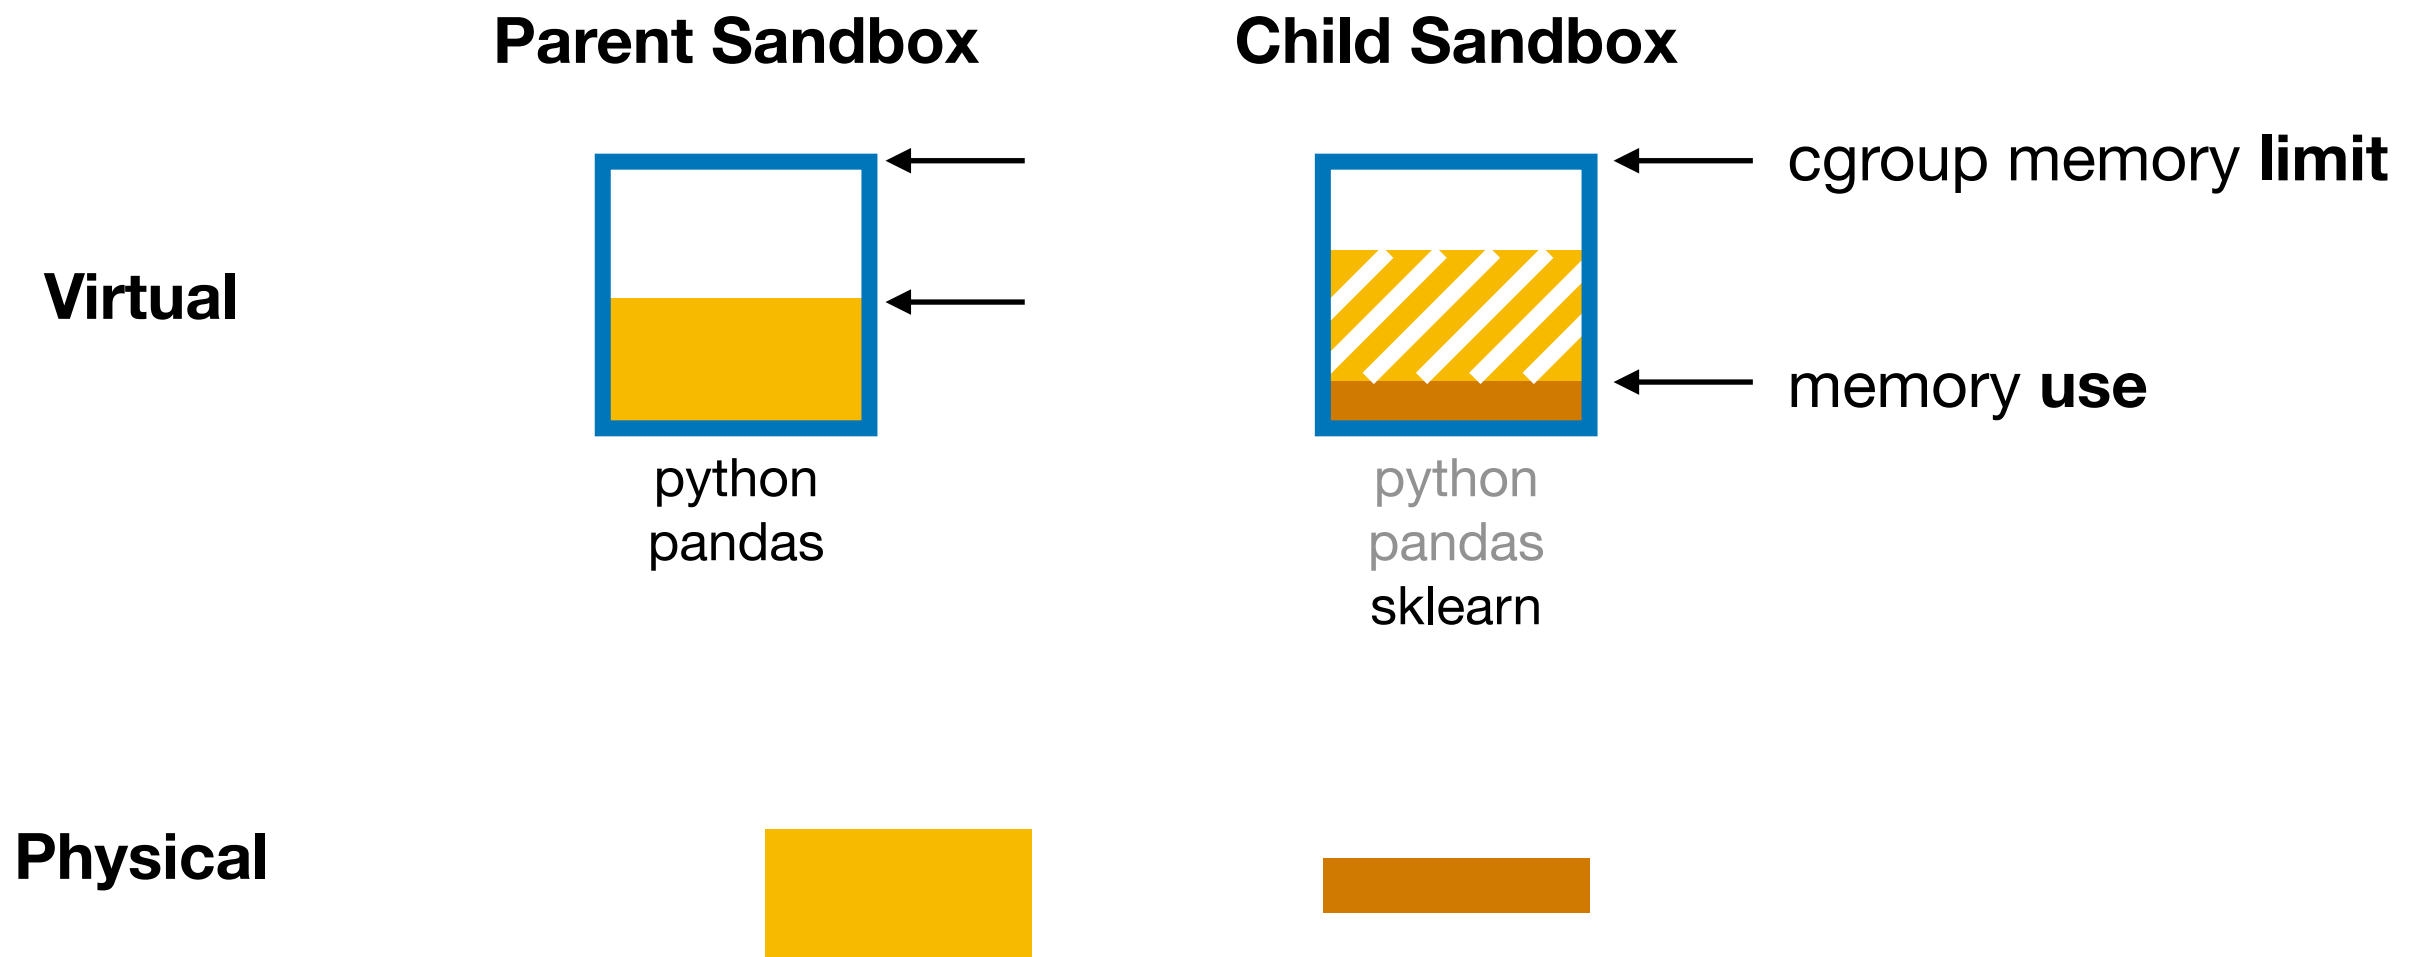 Parent Sandbox
Child Sandbox
cgroup memory limit
Virtual
memory use
python
pandas
python
pandas
sklearn
Physical